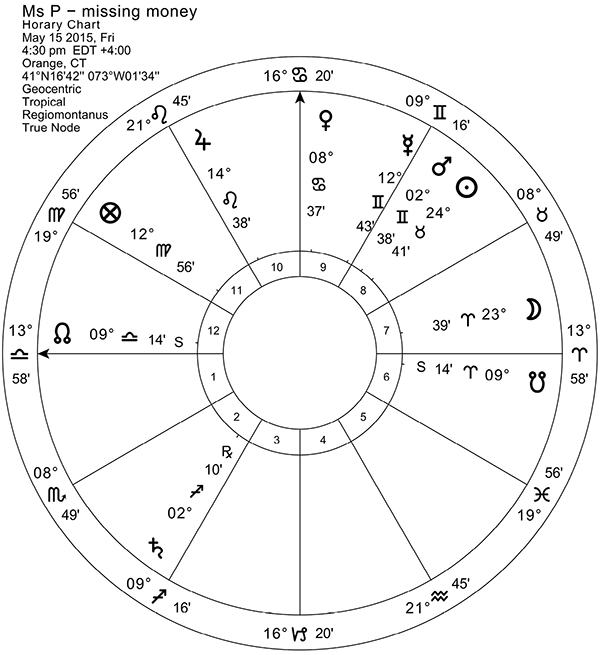 Ms P – missing money
Horary Chart
May 15 2015, Fri
4:30 pm EDT +4:00
Orange, CT
41°N16'42" 073°W01'34"
Geocentric
Tropical
Regiomontanus
True Node
16° ♋ 20'
09° ♊ 16'
08° ♉ 49'
13° ♈ 58'
19° ♓ 56'
21° ♒ 45'
16° ♑ 20'
09° ♐ 16'
08° ♏ 49'
13° ♎ 58'
19° ♍ 56'
21° ♌ 45'
♀ 08° ♋ 37'
☿ 12° ♊ 43'
♂ 02° ♊ 38'
☉ 24° ♉ 41'
☽ 23° ♈ 39'
☋ 09° ♈ 14' S
♄ 02° ♐ 10' ℞
☊ 09° ♎ 14' S
⊗ 12° ♍ 56'
♃ 14° ♌ 38'
1
2
3
4
5
6
7
8
9
10
11
12